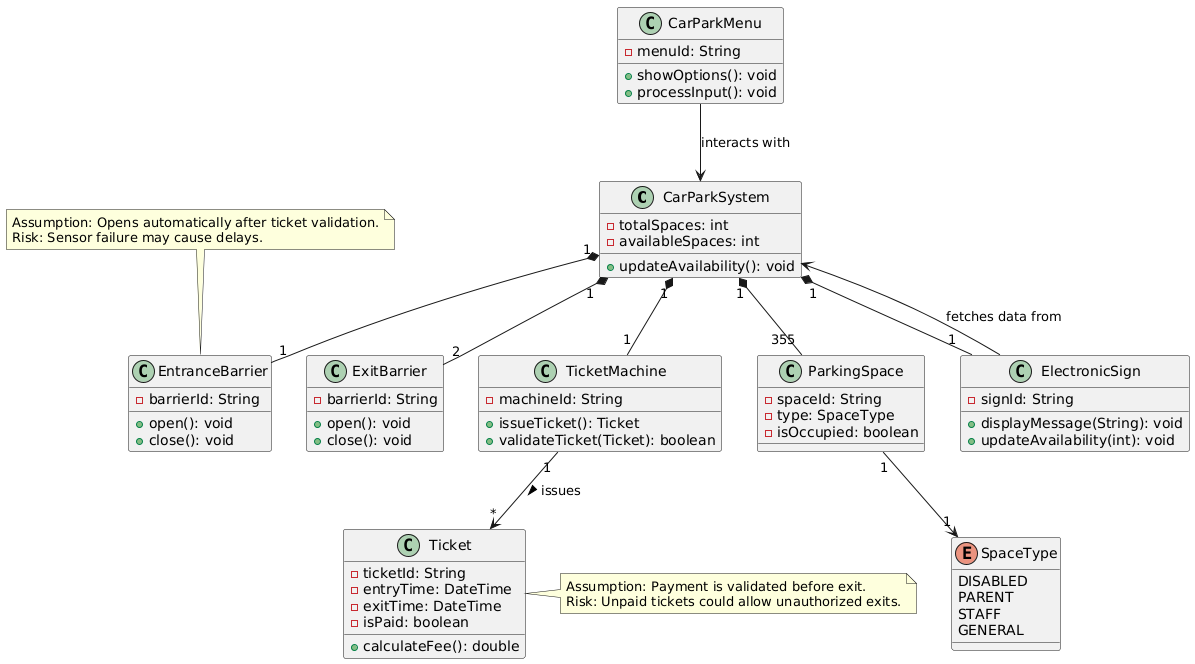 C CarParkMenu
menuId: String
showOptions(): void
processInput(): void
interacts with
C CarParkSystem
totalSpaces: int
availableSpaces: int
updateAvailability(): void
Assumption: Opens automatically after ticket validation.
Risk: Sensor failure may cause delays.
1
1
1
1
1
fetches data from
1
2
1
355
1
C EntranceBarrier
barrierId: String
open(): void
close(): void
C ExitBarrier
barrierId: String
open(): void
close(): void
C TicketMachine
machineId: String
issueTicket(): Ticket
validateTicket(Ticket): boolean
C ParkingSpace
spaceId: String
type: SpaceType
isOccupied: boolean
C ElectronicSign
signId: String
displayMessage(String): void
updateAvailability(int): void
1
issues
*
1
1
C Ticket
ticketId: String
entryTime: DateTime
exitTime: DateTime
isPaid: boolean
calculateFee(): double
Assumption: Payment is validated before exit.
Risk: Unpaid tickets could allow unauthorized exits.
E SpaceType
DISABLED
PARENT
STAFF
GENERAL